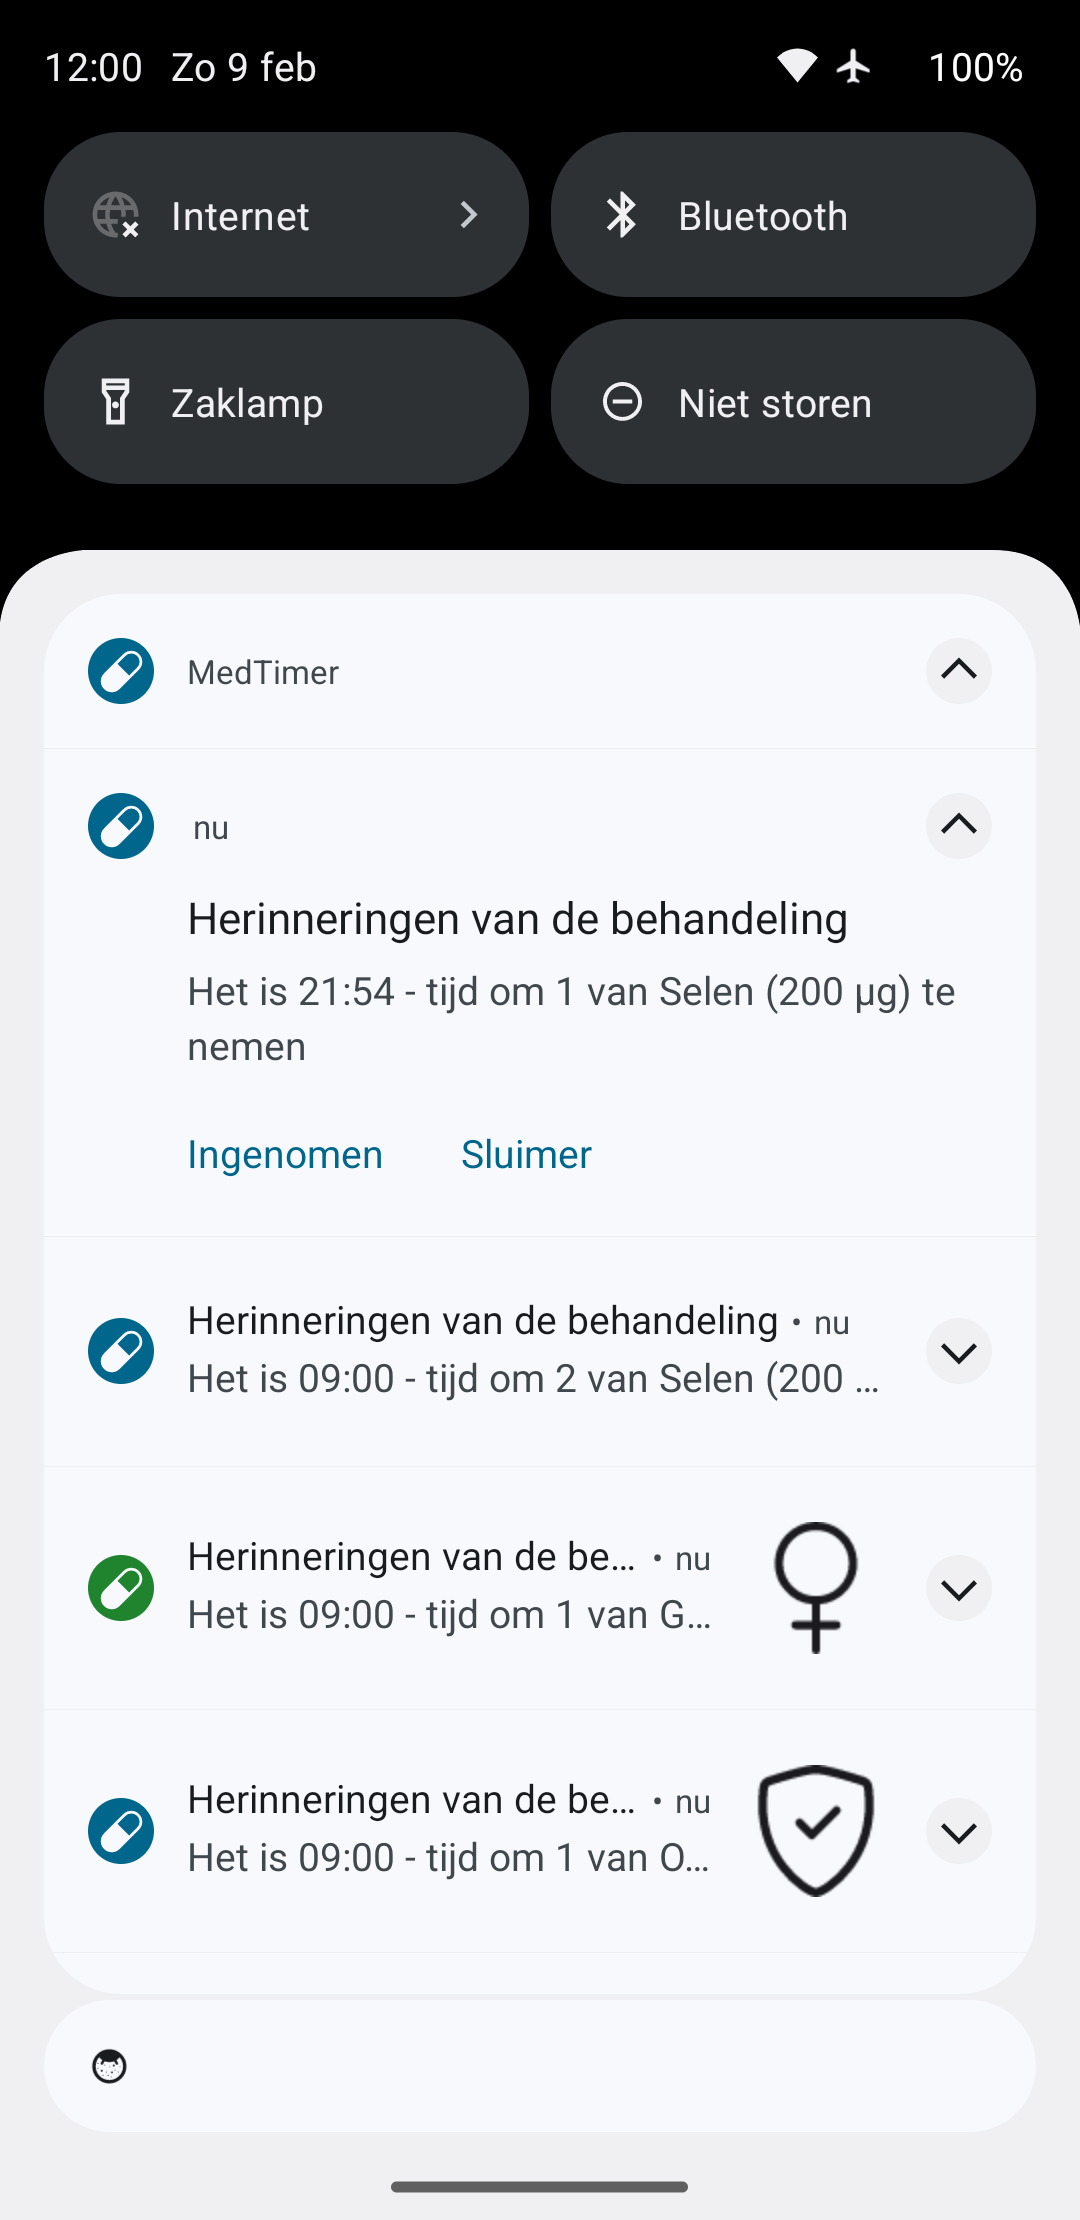 12:00 Zo 9 feb 100%
Internet
Bluetooth
Zaklamp
Niet storen
MedTimer
nu
Herinneringen van de behandeling
Het is 21:54 - tijd om 1 van Selen (200 µg) te
nemen
Ingenomen Sluimer
Herinneringen van de behandeling • nu
Het is 09:00 - tijd om 2 van Selen (200 ...
Herinneringen van de be... • nu
Het is 09:00 - tijd om 1 van G...
Herinneringen van de be... • nu
Het is 09:00 - tijd om 1 van O...